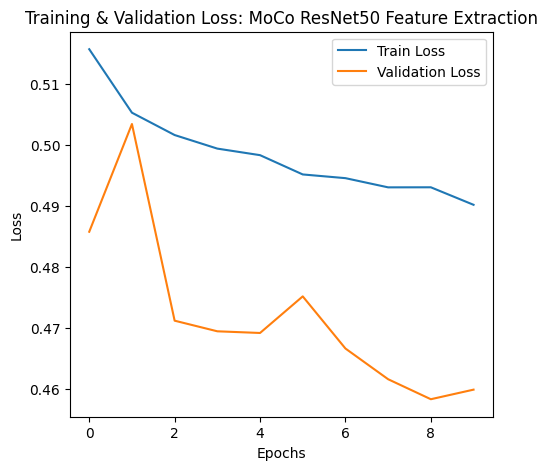 Training & Validation Loss: MoCo ResNet50 Feature Extraction
Train Loss
Validation Loss
0.51
0.50
0.49
0.48
0.47
0.46
Loss
0 2 4 6 8
Epochs